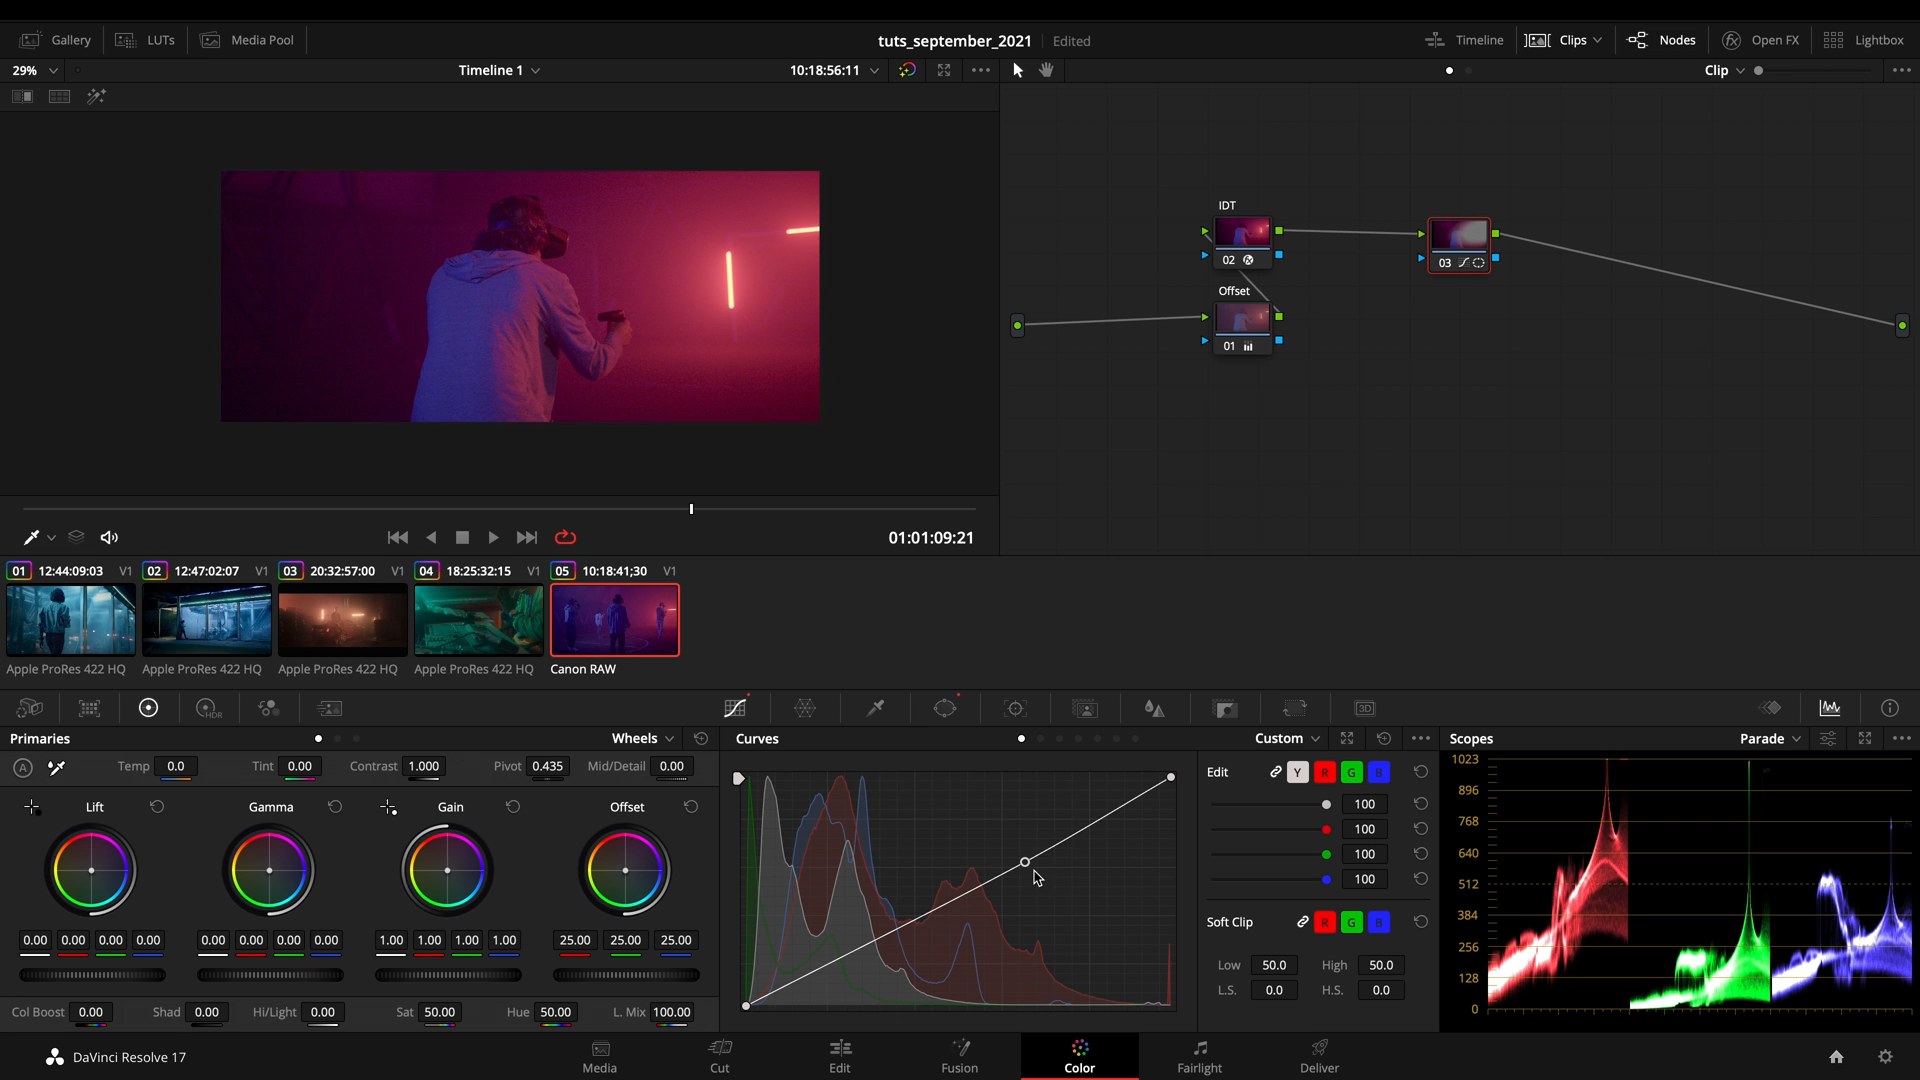 Gallery LUTs Media Pool tuts_september_2021 Edited Timeline Clips Nodes Open FX Lightbox
29% Timeline 1 10:18:56:11 Clip
IDT
02
Offset
01
03
01:01:09:21
01 12:44:09:03 V1 02 12:47:02:07 V1 03 20:32:57:00 V1 04 18:25:32:15 V1 05 10:18:41;30 V1
Apple ProRes 422 HQ Apple ProRes 422 HQ Apple ProRes 422 HQ Apple ProRes 422 HQ Canon RAW
HDR 3D
Primaries Wheels Curves Custom Scopes Parade
A Temp 0.0 Tint 0.00 Contrast 1.000 Pivot 0.435 Mid/Detail 0.00
Lift Gamma Gain Offset
0.00 0.00 0.00 0.00 0.00 0.00 0.00 0.00 1.00 1.00 1.00 1.00 25.00 25.00 25.00
Col Boost 0.00 Shad 0.00 Hi/Light 0.00 Sat 50.00 Hue 50.00 L. Mix 100.00
Edit Y R G B
100
100
100
100
Soft Clip R G B
Low 50.0 High 50.0
L.S. 0.0 H.S. 0.0
1023
896
768
640
512
384
256
128
0
DaVinci Resolve 17 Media Cut Edit Fusion Color Fairlight Deliver